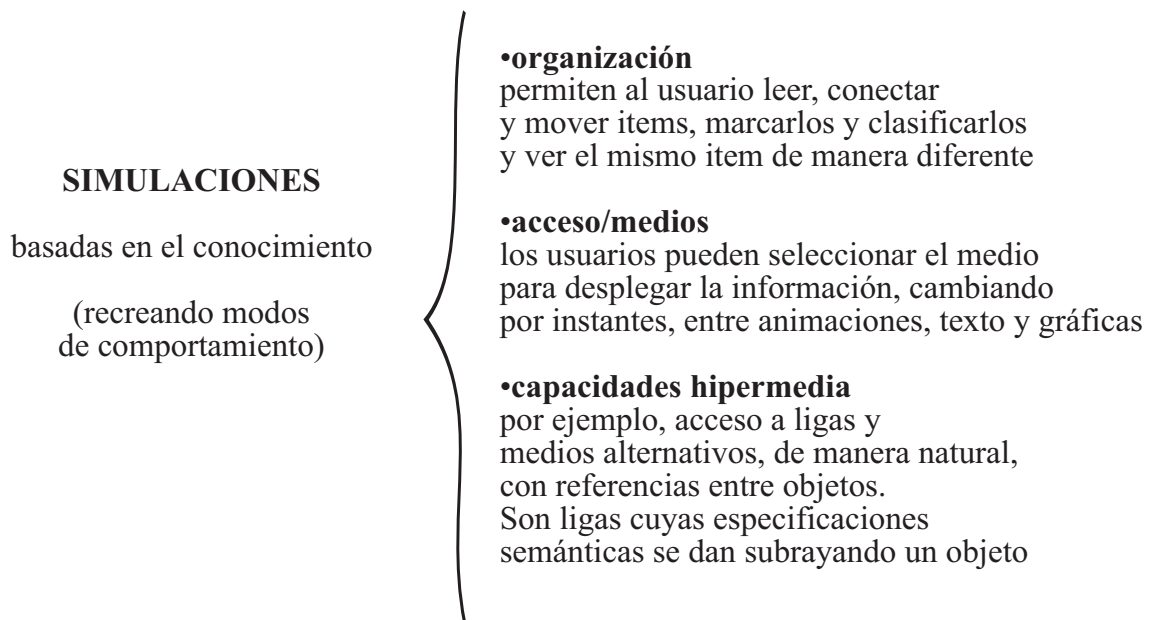 SIMULACIONES
basadas en el conocimiento
(recreando modos
de comportamiento)
•organización
permiten al usuario leer, conectar
y mover items, marcarlos y clasificarlos
y ver el mismo item de manera diferente
•acceso/medios
los usuarios pueden seleccionar el medio
para desplegar la información, cambiando
por instantes, entre animaciones, texto y gráficas
•capacidades hipermedia
por ejemplo, acceso a ligas y
medios alternativos, de manera natural,
con referencias entre objetos.
Son ligas cuyas especificaciones
semánticas se dan subrayando un objeto